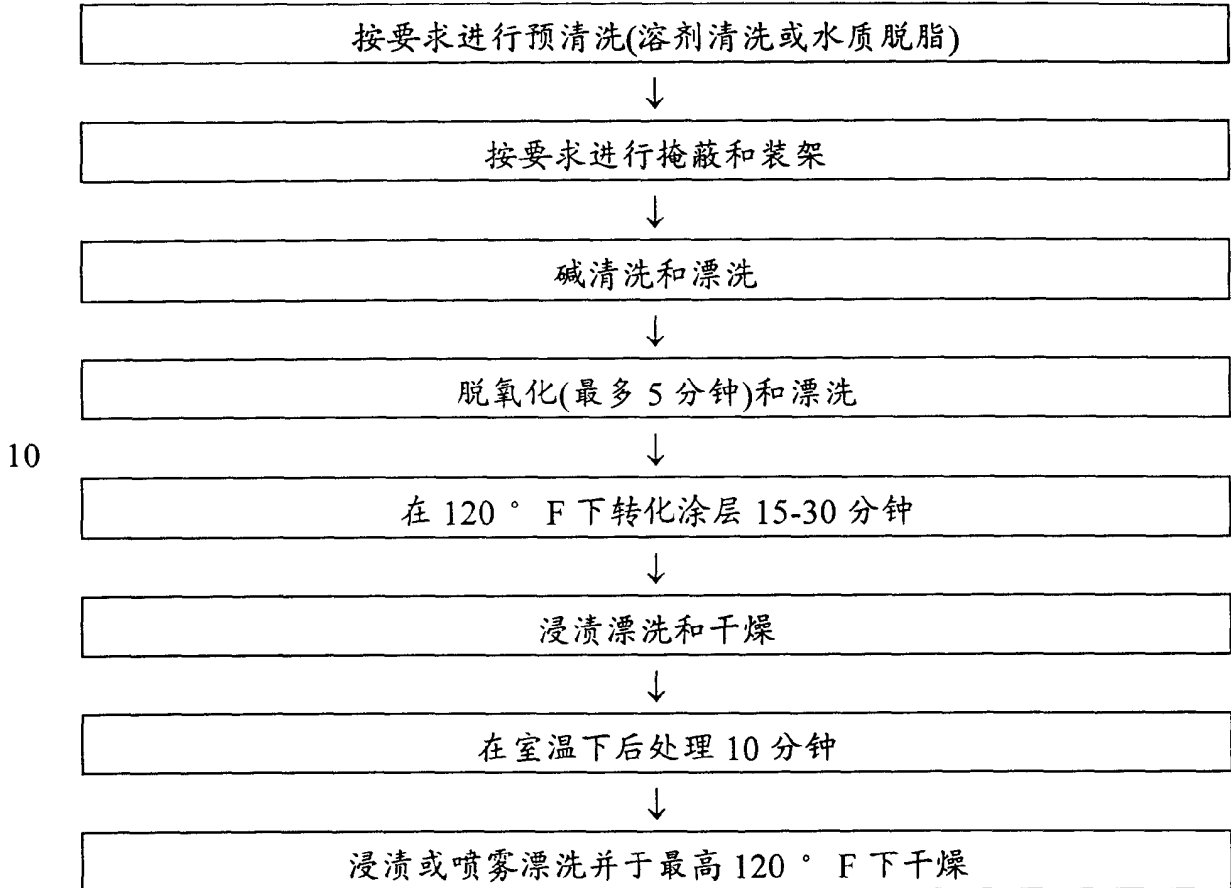 按要求进行预清洗(溶剂清洗或水质脱脂)
↓
按要求进行掩蔽和装架
↓
碱清洗和漂洗
↓
脱氧化(最多 5 分钟)和漂洗
↓
10
在 120 ° F 下转化涂层 15-30 分钟
↓
浸渍漂洗和干燥
↓
在室温下后处理 10 分钟
↓
浸渍或喷雾漂洗并于最高 120 ° F 下干燥